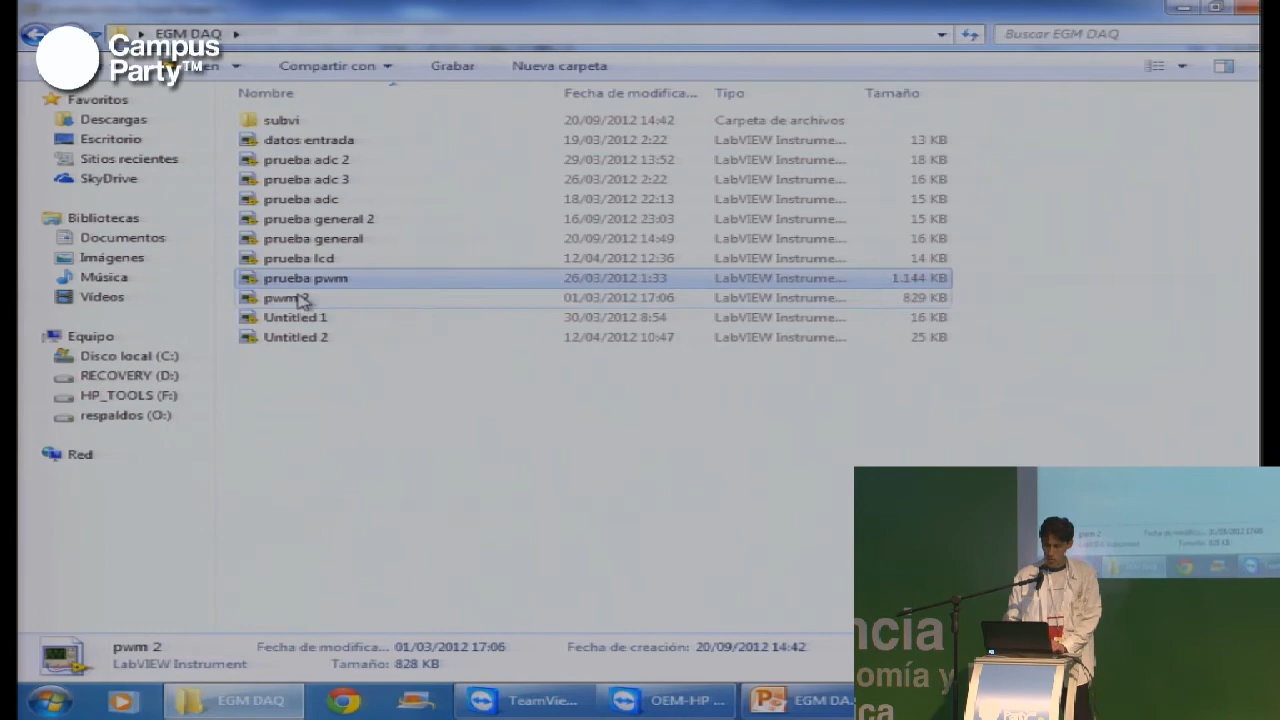 Campus
Party™
EGM DAQ
Buscar EGM DAQ
Compartir con
Grabar
Nueva carpeta
Favoritos
Descargas
Escritorio
Sitios recientes
SkyDrive
Bibliotecas
Documentos
Imágenes
Música
Vídeos
Equipo
Disco local (C:)
RECOVERY (D:)
HP_TOOLS (F:)
respaldos (O:)
Red
Nombre Fecha de modifica... Tipo Tamaño
subvi 20/09/2012 14:42 Carpeta de archivos
datos entrada 19/03/2012 2:22 LabVIEW Instrume... 13 KB
prueba adc 2 29/03/2012 13:52 LabVIEW Instrume... 18 KB
prueba adc 3 26/03/2012 2:22 LabVIEW Instrume... 16 KB
prueba adc 18/03/2012 22:13 LabVIEW Instrume... 15 KB
prueba general 2 16/09/2012 23:03 LabVIEW Instrume... 15 KB
prueba general 20/09/2012 14:49 LabVIEW Instrume... 16 KB
prueba lcd 12/04/2012 12:36 LabVIEW Instrume... 14 KB
prueba pwm 26/03/2012 1:33 LabVIEW Instrume... 1.144 KB
pwm 2 01/03/2012 17:06 LabVIEW Instrume... 829 KB
Untitled 1 30/03/2012 8:54 LabVIEW Instrume... 16 KB
Untitled 2 12/04/2012 10:47 LabVIEW Instrume... 25 KB
pwm 2 Fecha de modifica... 01/03/2012 17:06 Fecha de creación: 20/09/2012 14:42
LabVIEW Instrument Tamaño: 828 KB
EGM DAQ
TeamVie...
OEM-HP ...
EGM DA
ncia
onomía y
ica